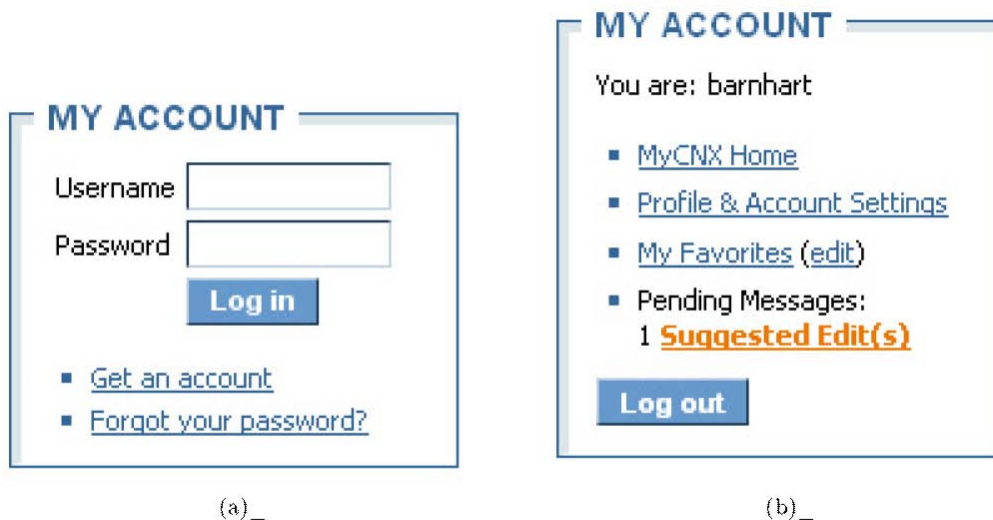 MY ACCOUNT
Username
Password
Log in
Get an account
Forgot your password?
(a)_
MY ACCOUNT
You are: barnhart
MyCNX Home
Profile & Account Settings
My Favorites (edit)
Pending Messages:
1 Suggested Edit(s)
Log out
(b)_